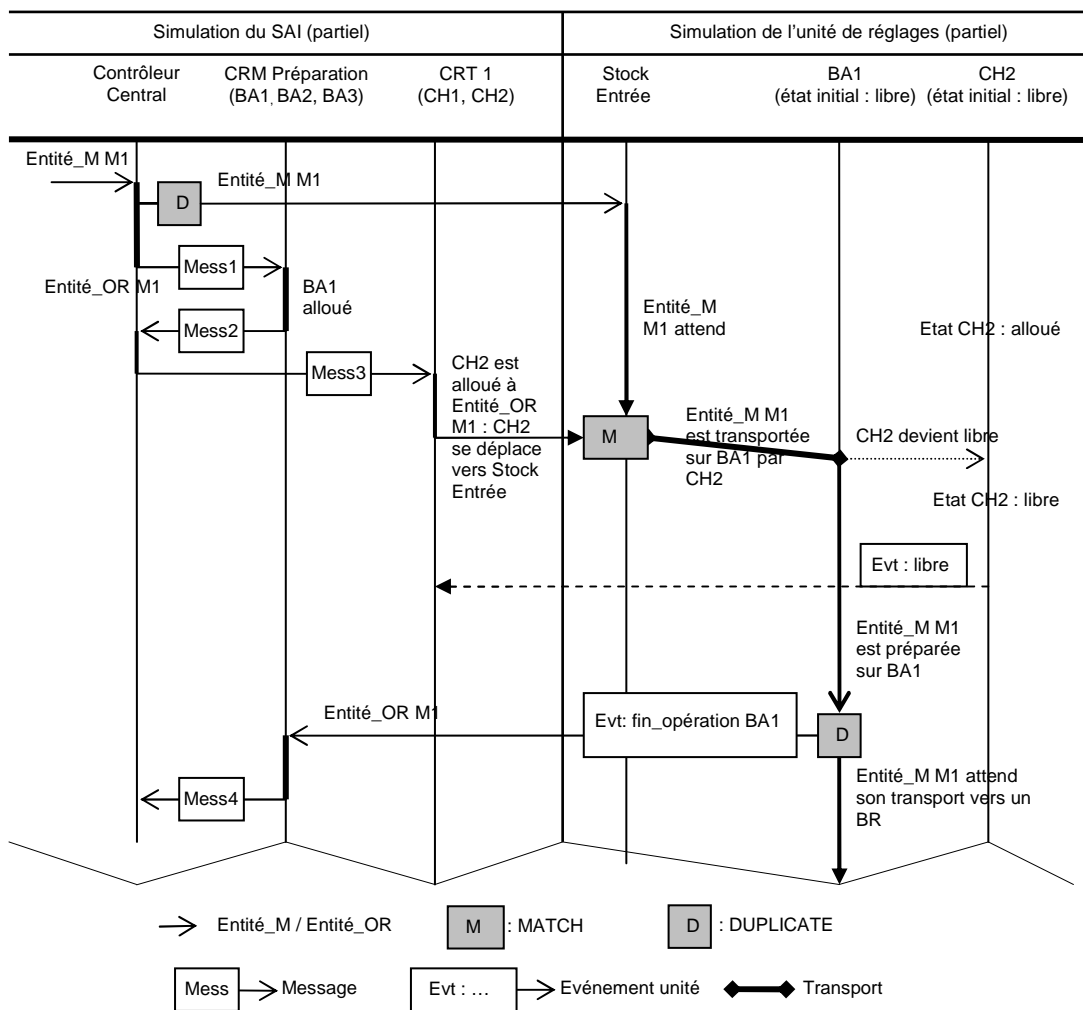 Simulation du SAI (partiel)
Simulation de l'unité de réglages (partiel)
Contrôleur
Central
CRM Préparation
(BA1, BA2, BA3)
CRT 1
(CH1, CH2)
Stock
Entrée
BA1
(état initial : libre)
CH2
(état initial : libre)
Entité_M M1
Entité_M M1
D
Mess1
Entité_OR M1
BA1
alloué
Mess2
Entité_M
M1 attend
Etat CH2 : alloué
Mess3
CH2 est
alloué à
Entité_OR
M1 : CH2
se déplace
vers Stock
Entrée
M
Entité_M M1
est transportée
sur BA1 par
CH2
CH2 devient libre
Etat CH2 : libre
Evt : libre
Entité_M M1
est préparée
sur BA1
Entité_OR M1
Evt: fin_opération BA1
D
Mess4
Entité_M M1 attend
son transport vers un
BR
Entité_M / Entité_OR
M
: MATCH
D
: DUPLICATE
Mess
Message
Evt : …
Evénement unité
Transport